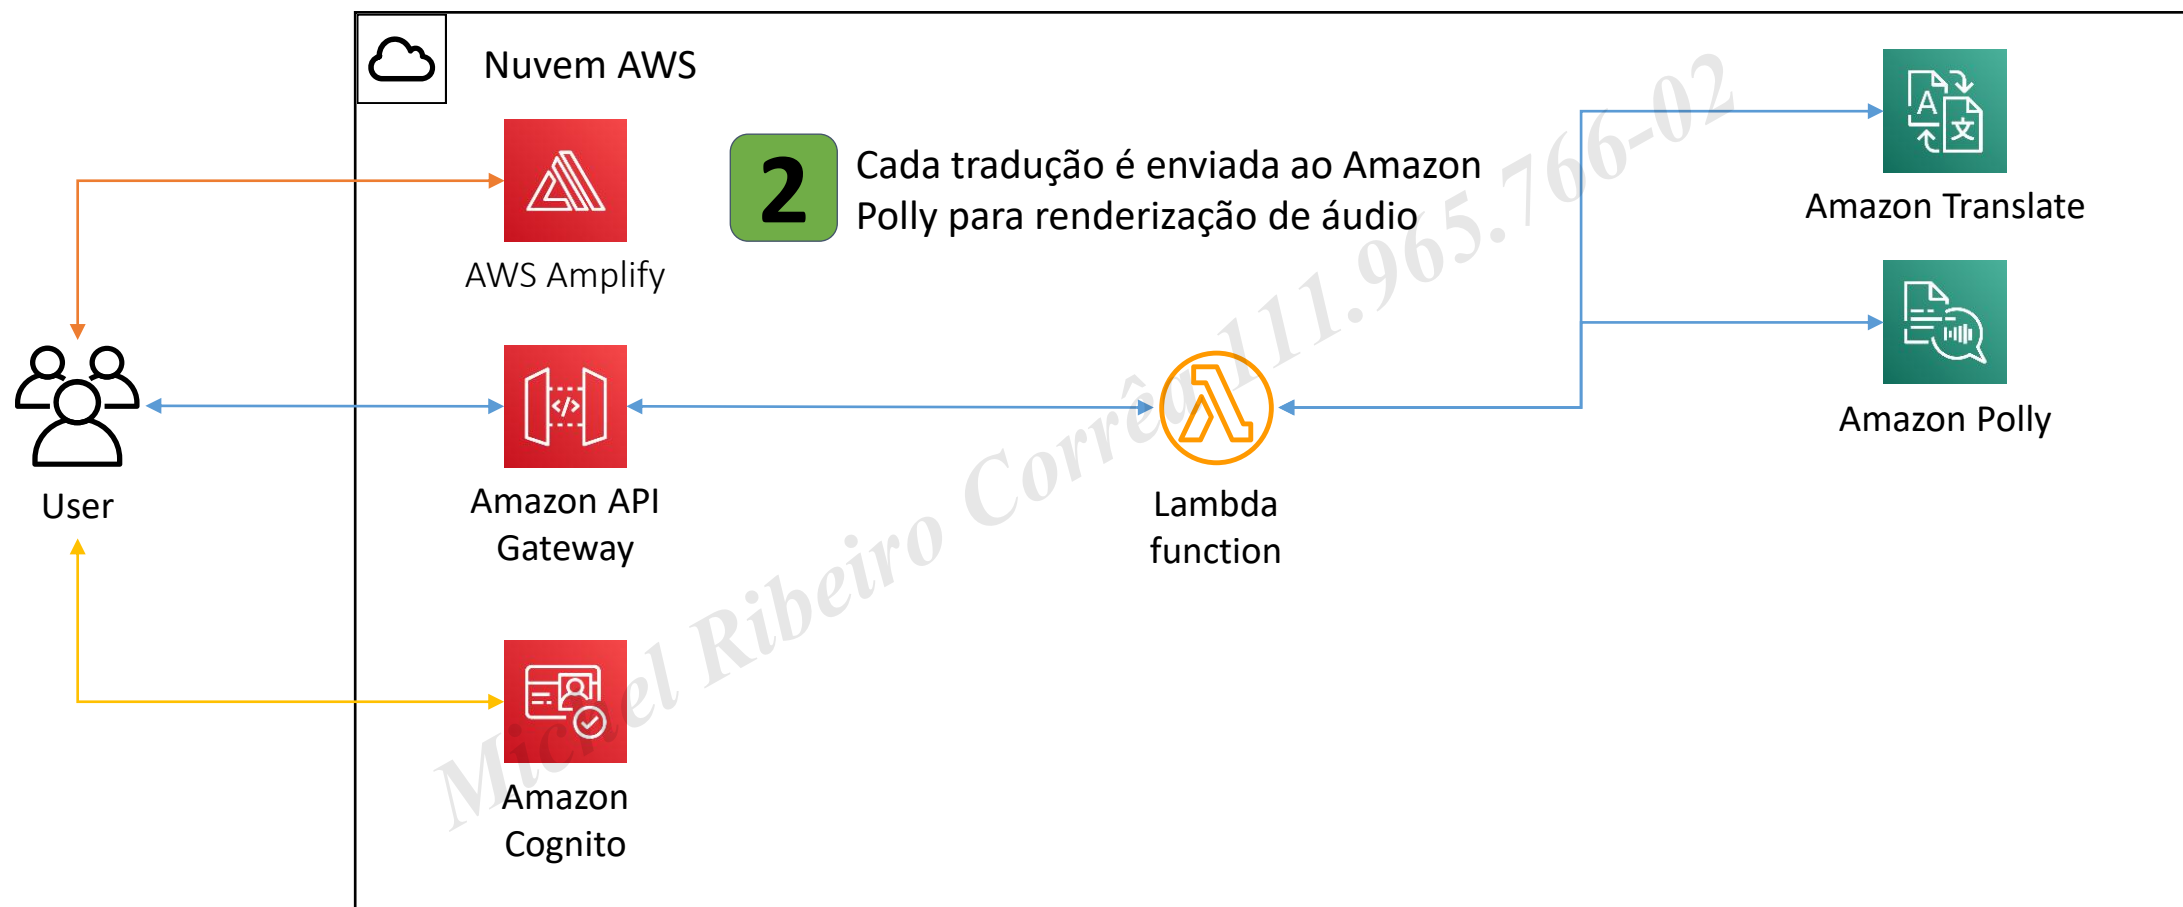 Nuvem AWS
2
Cada tradução é enviada ao Amazon
Polly para renderização de áudio
AWS Amplify
Amazon Translate
Amazon Polly
User
Amazon API
Gateway
Lambda
function
Amazon
Cognito
Michel Ribeiro Corrêa 111.965.766-02